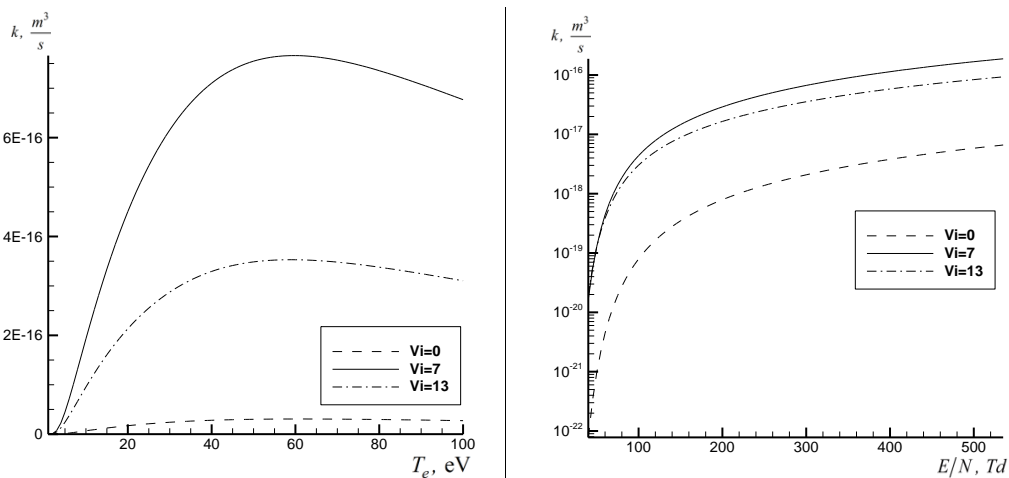 k, m³/s
6E-16
4E-16
2E-16
0
20
40
60
80
100
Tₑ, eV
Vi=0
Vi=7
Vi=13
k, m³/s
10⁻¹⁶
10⁻¹⁷
10⁻¹⁸
10⁻¹⁹
10⁻²⁰
10⁻²¹
10⁻²²
100
200
300
400
500
E/N, Td
Vi=0
Vi=7
Vi=13